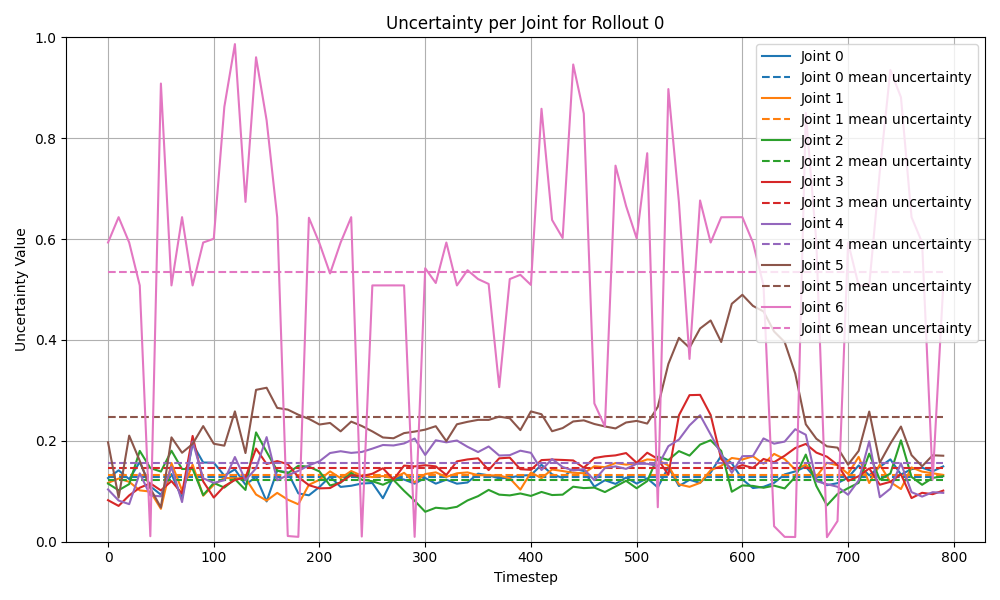 Uncertainty per Joint for Rollout 0
Uncertainty Value
1.0
0.8
0.6
0.4
0.2
0.0
Joint 0
Joint 0 mean uncertainty
Joint 1
Joint 1 mean uncertainty
Joint 2
Joint 2 mean uncertainty
Joint 3
Joint 3 mean uncertainty
Joint 4
Joint 4 mean uncertainty
Joint 5
Joint 5 mean uncertainty
Joint 6
Joint 6 mean uncertainty
0 100 200 300 400 500 600 700 800
Timestep